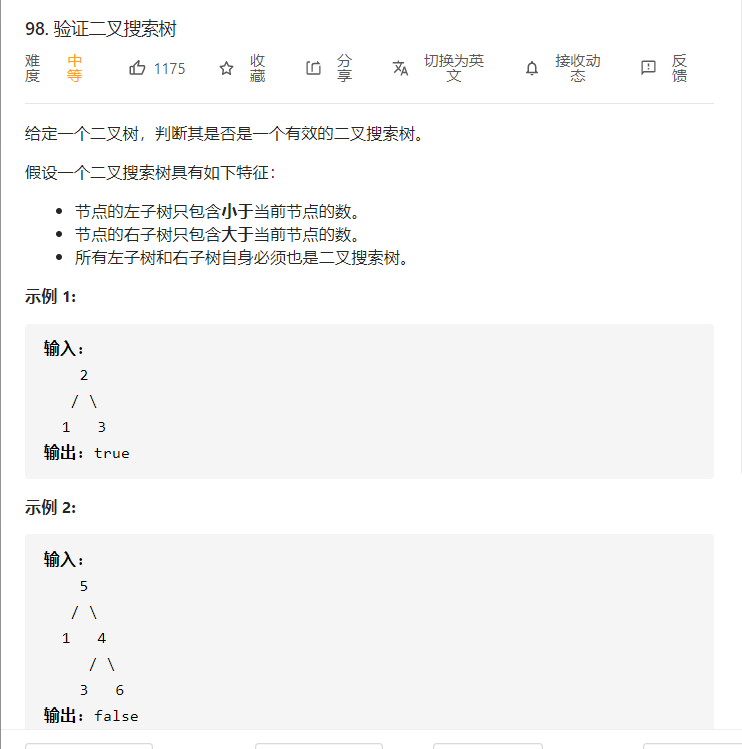 98. 验证二叉搜索树
难度 中等 1175 收藏 分享 切换为英文 接收动态 反馈
给定一个二叉树，判断其是否是一个有效的二叉搜索树。
假设一个二叉搜索树具有如下特征：
节点的左子树只包含小于当前节点的数。
节点的右子树只包含大于当前节点的数。
所有左子树和右子树自身必须也是二叉搜索树。
示例 1:
输入:
    2
   / \
  1   3
输出: true
示例 2:
输入:
    5
   / \
  1   4
     / \
    3   6
输出: false